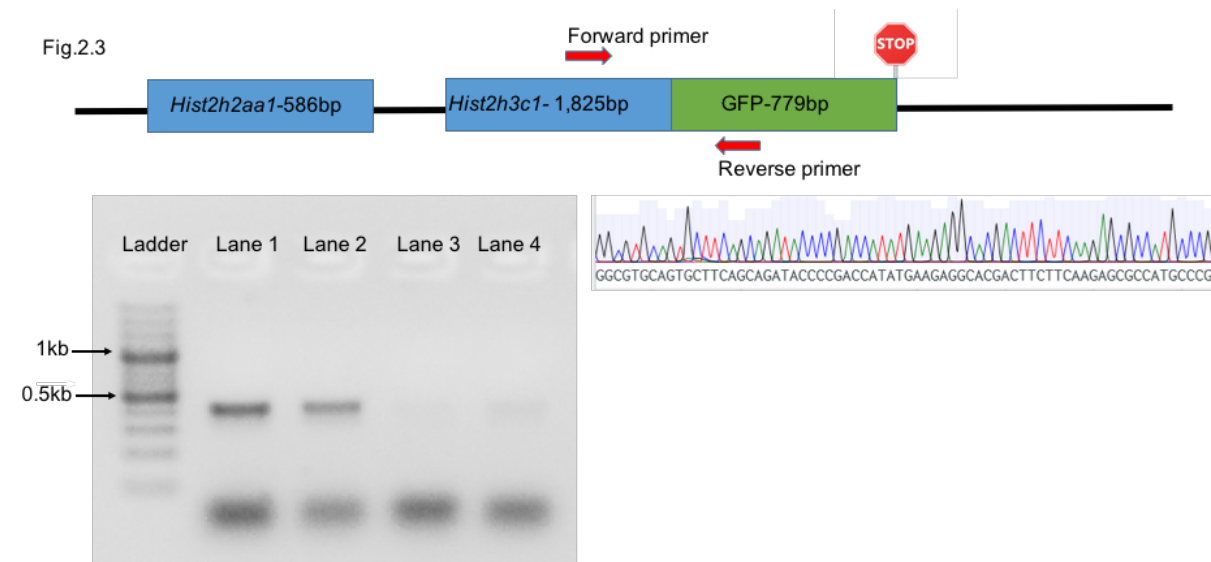 Fig.2.3
Forward primer
STOP
Hist2h2aa1-586bp
Hist2h3c1- 1,825bp
GFP-779bp
Reverse primer
Ladder
Lane 1
Lane 2
Lane 3
Lane 4
1kb
0.5kb
GGCGTGCAGTGCTTCAGCAGATACCCCGACCATATGAAGAGGCACGACTTCTTCAAGAGCGCCATGCCCG